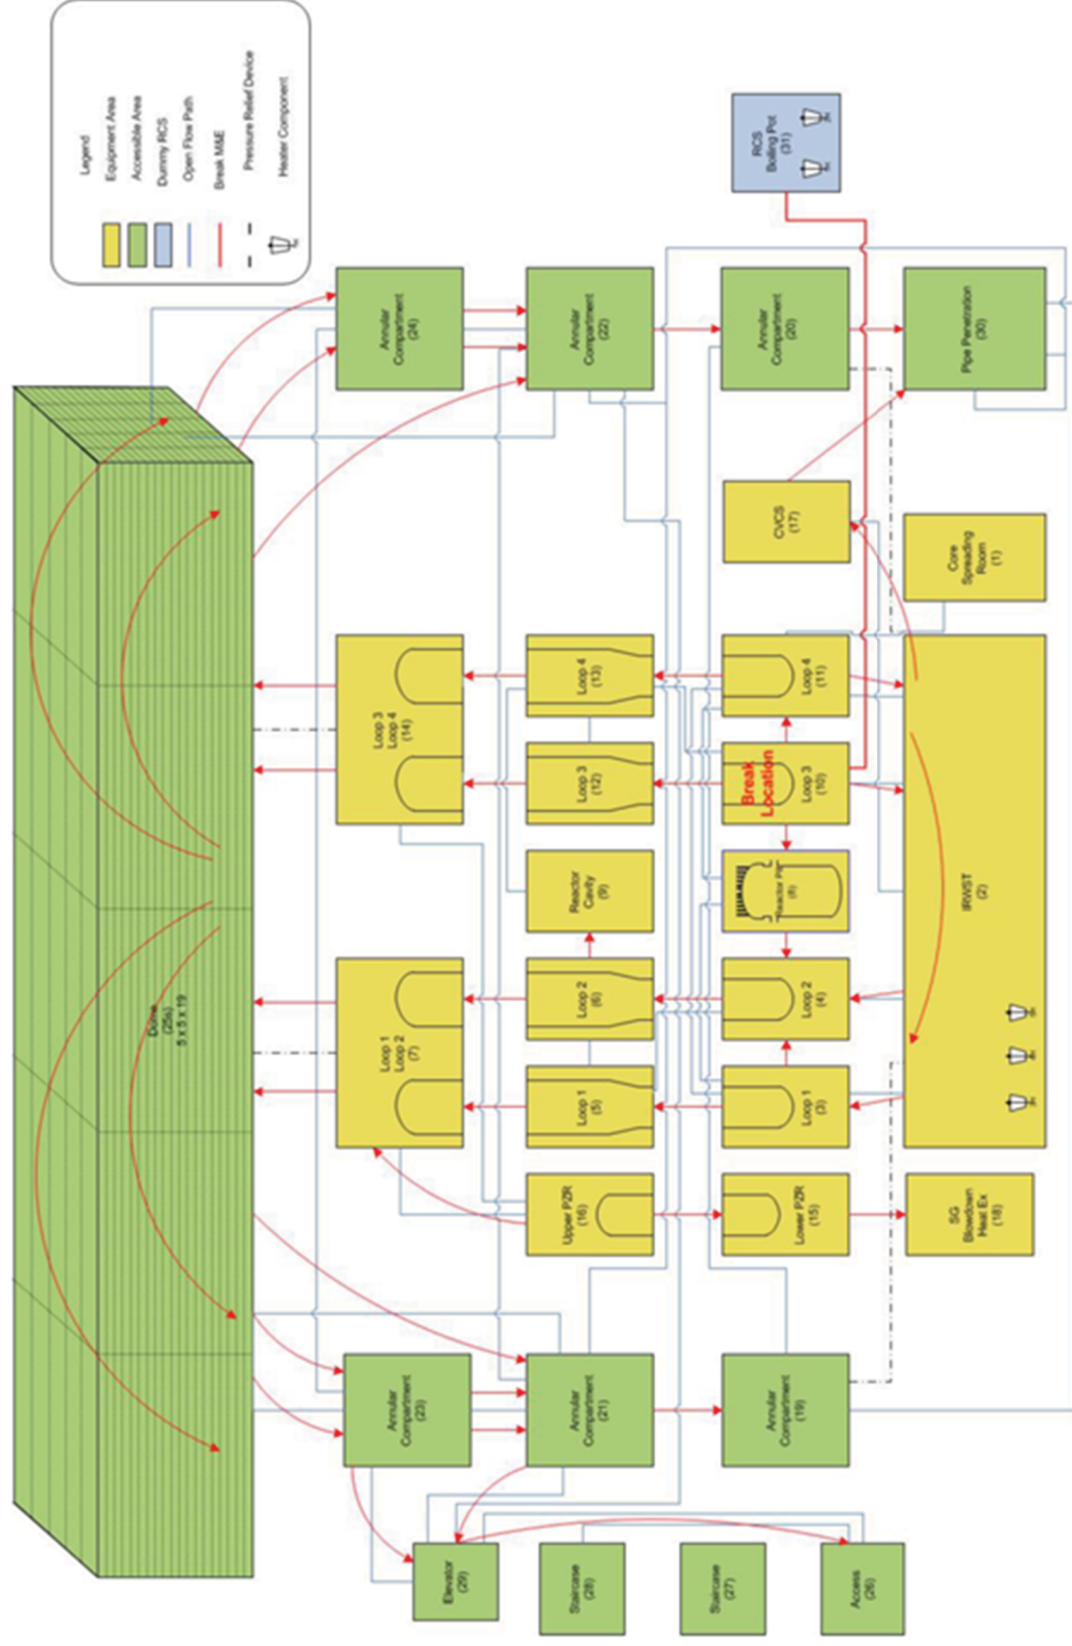 Legend
Equipment Area
Accessible Area
Dummy RCS
Open Flow Path
Break M&E
Pressure Relief Device
Heater Component
Dome
(25s)
5 x 5 x 19
Annular
Compartment
(23)
Annular
Compartment
(24)
Loop 1
Loop 2
(7)
Loop 3
Loop 4
(14)
Elevator
(29)
Staircase
(28)
Staircase
(27)
Access
(26)
Annular
Compartment
(21)
Upper PZR
(16)
Loop 1
(5)
Loop 2
(6)
Reactor
Cavity
(9)
Loop 3
(12)
Loop 4
(13)
Annular
Compartment
(22)
Annular
Compartment
(19)
Lower PZR
(15)
Loop 1
(3)
Loop 2
(4)
Reactor
(8)
Break
Location
Loop 3
(10)
Loop 4
(11)
CVCS
(17)
Annular
Compartment
(20)
RCS
Boiling Pot
(31)
SG
Blowdown
Heat Ex
(18)
IRWST
(2)
Core
Spreading
Room
(1)
Pipe Penetration
(30)